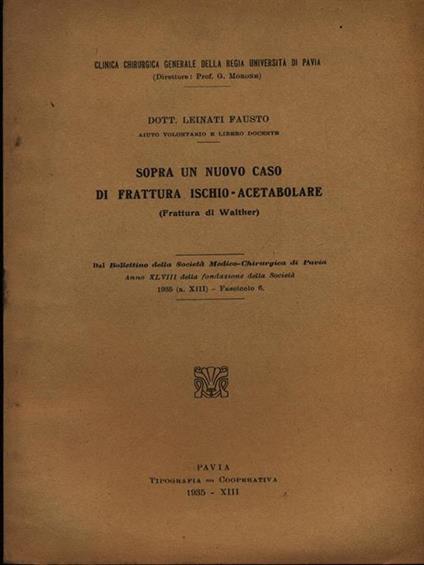 CLINICA CHIRURGICA GENERALE DELLA REGIA UNIVERSITÀ DI PAVIA
(Direttore: Prof. G. MORONE)
DOTT. LEINATI FAUSTO
AIUTO VOLONTARIO E LIBERO DOCENTE
SOPRA UN NUOVO CASO
DI FRATTURA ISCHIO-ACETABOLARE
(Frattura di Walther)
Dal Bollettino della Società Medico-Chirurgica di Pavia
Anno XLVIII della fondazione della Società
1935 (a. XIII) - Fascicolo 6.
PAVIA
TIPOGRAFIA COOPERATIVA
1935 - XIII